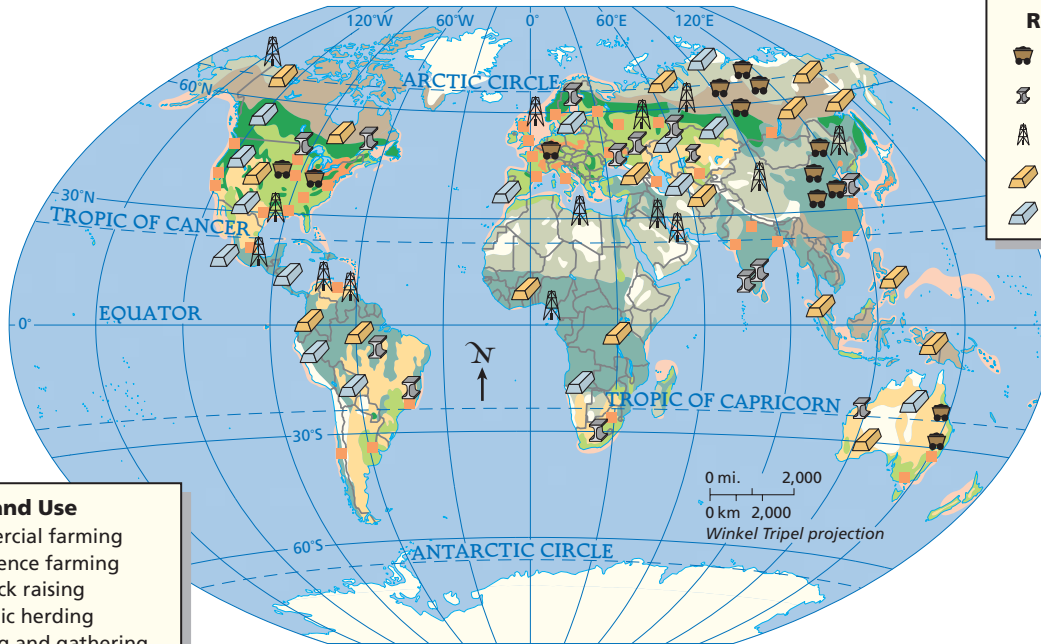 120°W 60°W 0° 60°E 120°E
R
ARCTIC CIRCLE
60°N
30°N
TROPIC OF CANCER
EQUATOR
0°
N
TROPIC OF CAPRICORN
30°S
0 mi. 2,000
0 km 2,000
Winkel Tripel projection
and Use
ercial farming
ence farming
ck raising
ic herding
g and gathering
60°S
ANTARCTIC CIRCLE